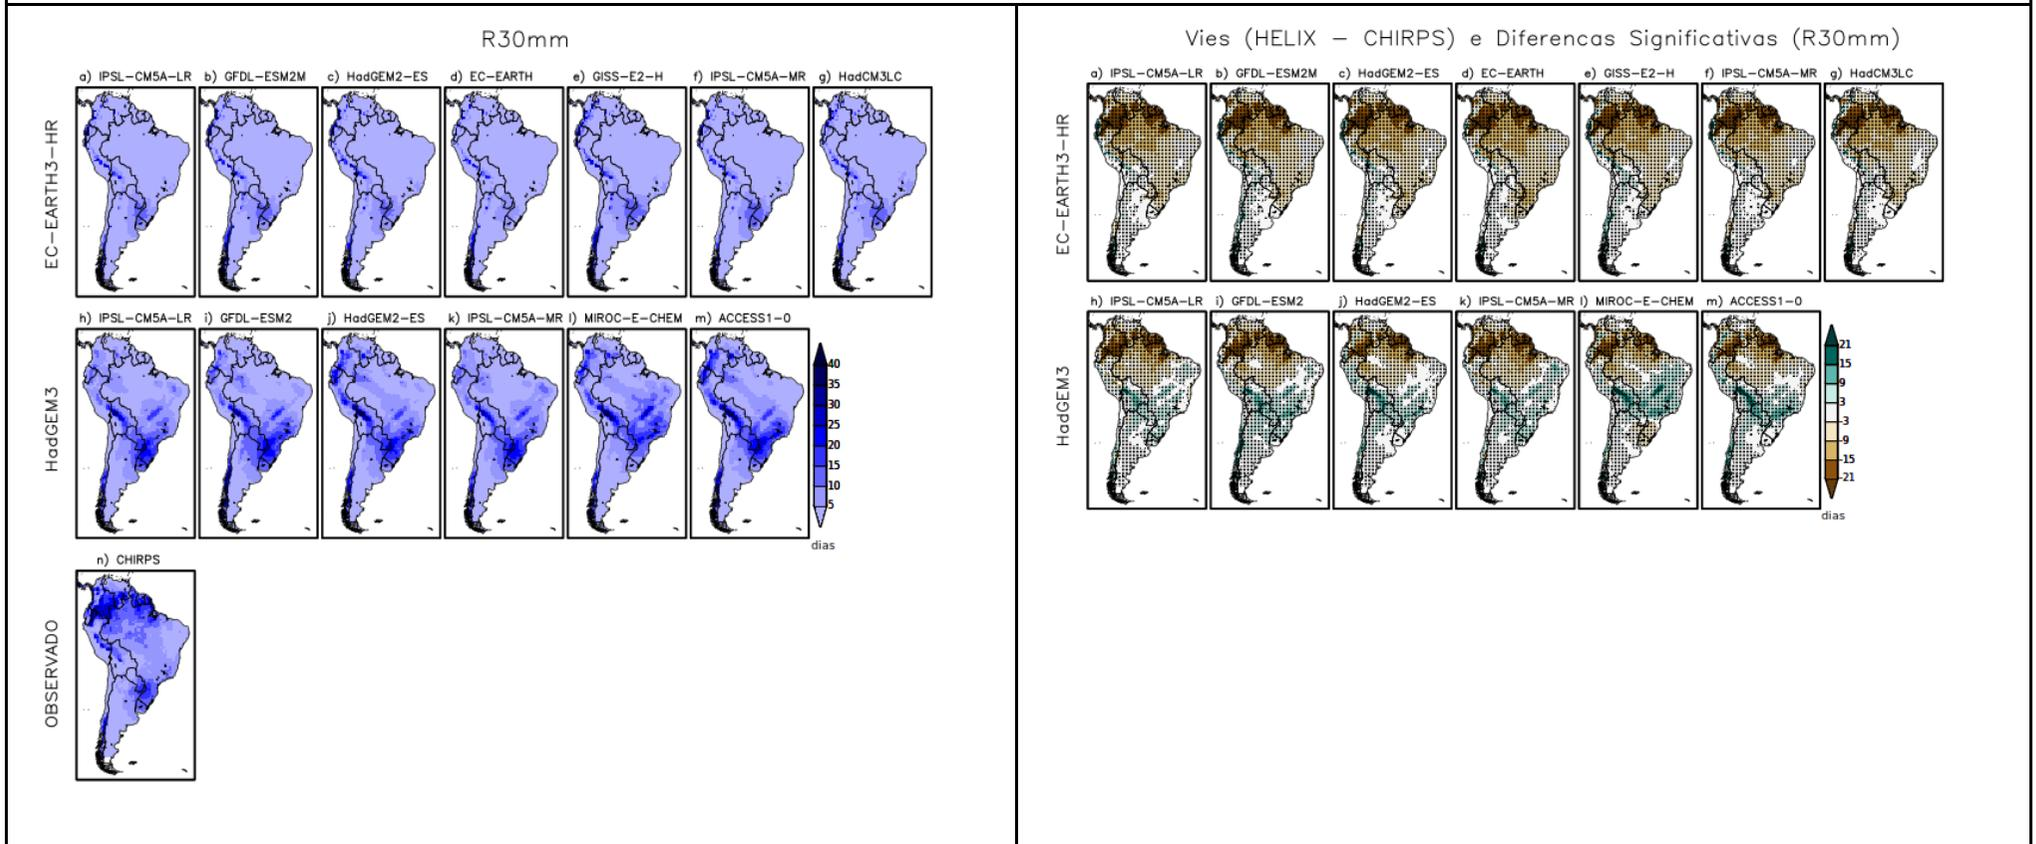 R30mm
a) IPSL-CM5A-LR b) GFDL-ESM2M c) HadGEM2-ES d) EC-EARTH e) GISS-E2-H f) IPSL-CM5A-MR g) HadCM3LC
EC-EARTH3-HR
h) IPSL-CM5A-LR i) GFDL-ESM2 j) HadGEM2-ES k) IPSL-CM5A-MR l) MIROC-E-CHEM m) ACCESS1-0
HadGEM3
40
35
30
25
20
15
10
5
dias
n) CHIRPS
OBSERVADO
Vies (HELIX - CHIRPS) e Diferencas Significativas (R30mm)
a) IPSL-CM5A-LR b) GFDL-ESM2M c) HadGEM2-ES d) EC-EARTH e) GISS-E2-H f) IPSL-CM5A-MR g) HadCM3LC
EC-EARTH3-HR
h) IPSL-CM5A-LR i) GFDL-ESM2 j) HadGEM2-ES k) IPSL-CM5A-MR l) MIROC-E-CHEM m) ACCESS1-0
HadGEM3
21
15
9
3
-3
-9
-15
-21
dias